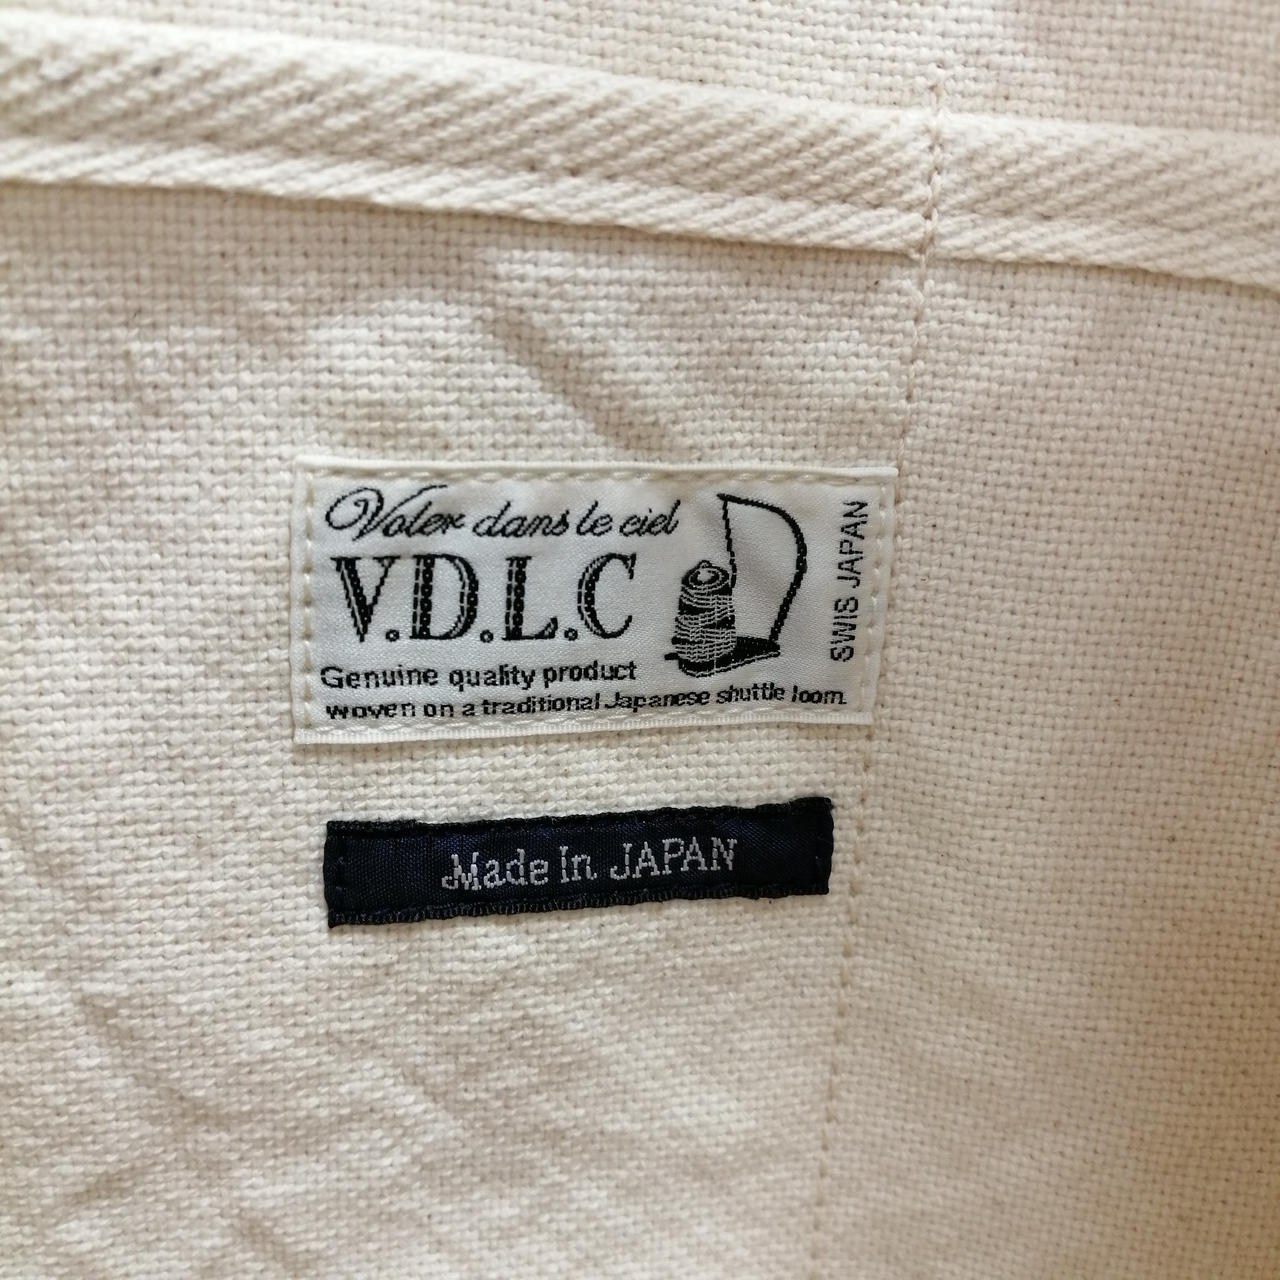 Voler dans le ciel
V.D.L.C
Genuine quality product
woven on a traditional Japanese shuttle loom.
SWIS JAPAN
Made In JAPAN